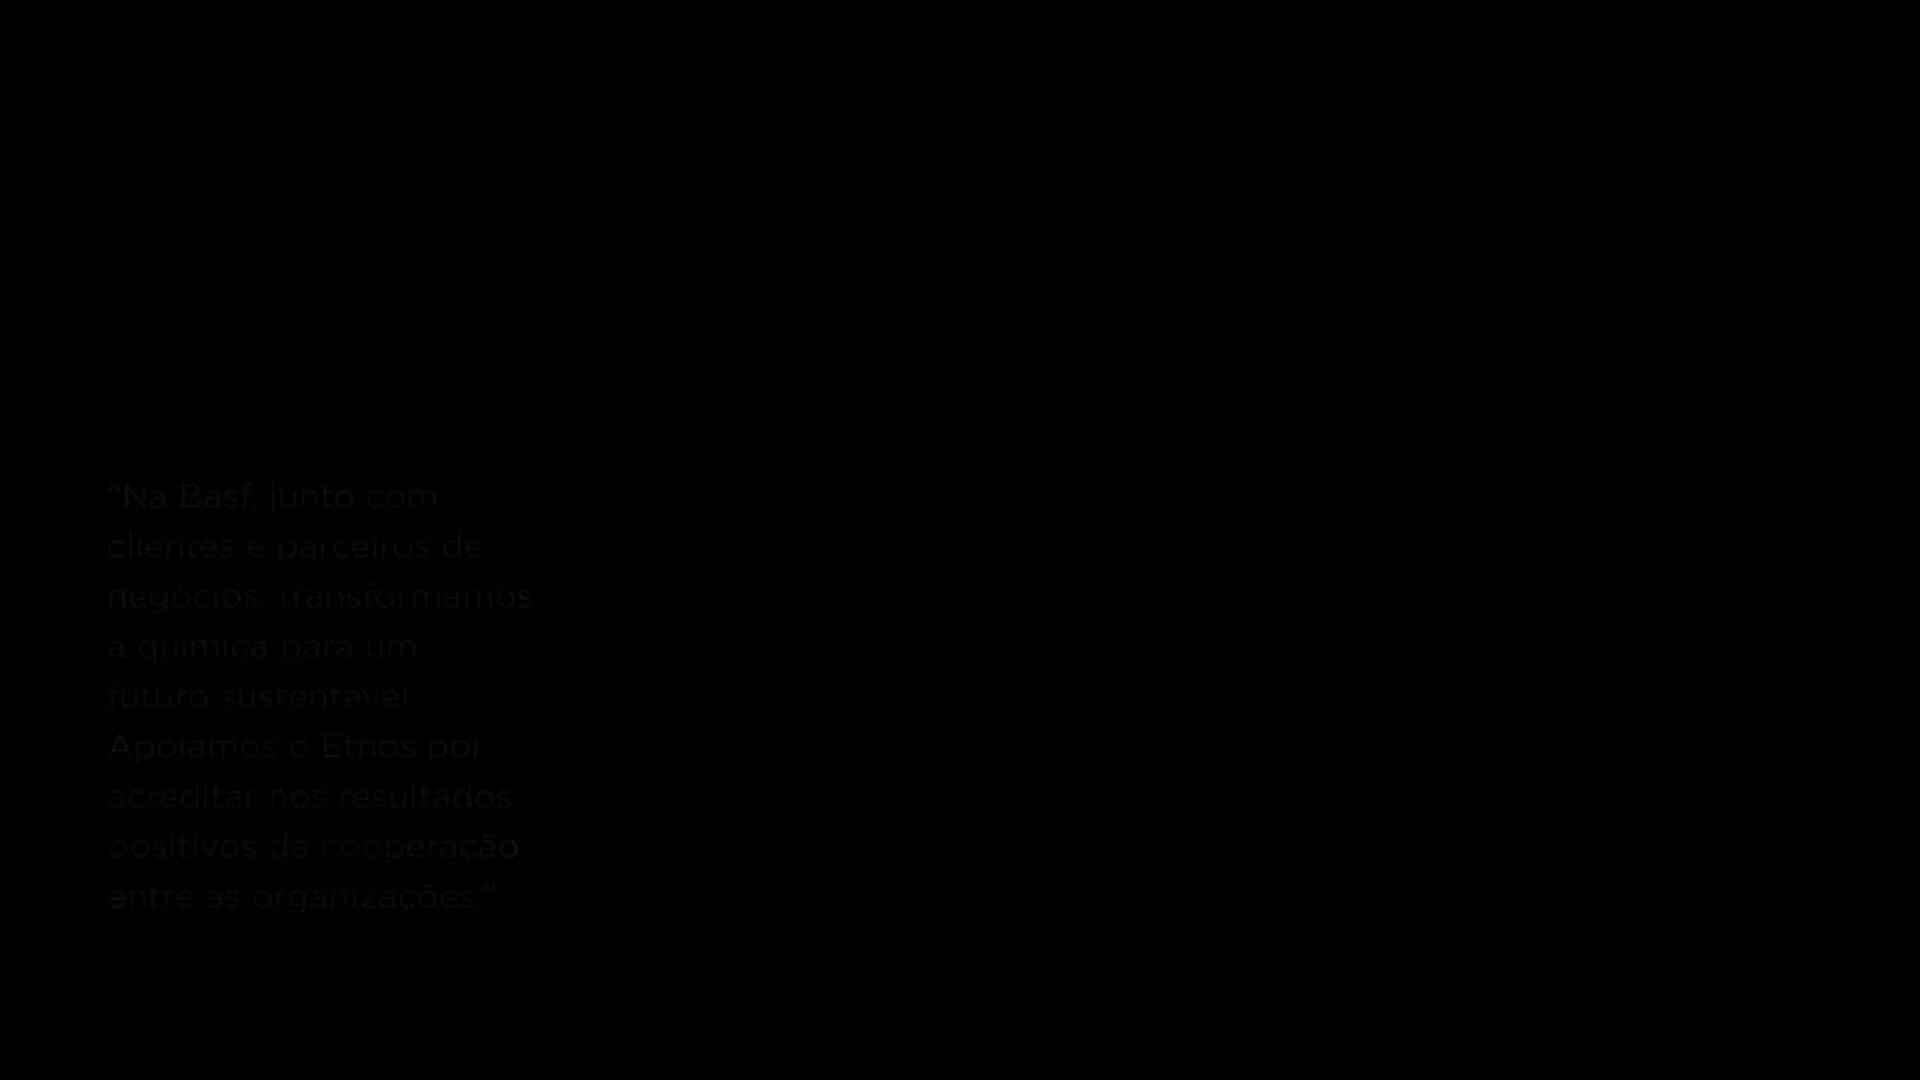 "Na Basf, junto com
clientes e parceiros de
negócios, transformamos
a química para um
futuro sustentável.
Apoiamos o Ethos por
acreditar nos resultados
positivos da cooperação
entre as organizações."